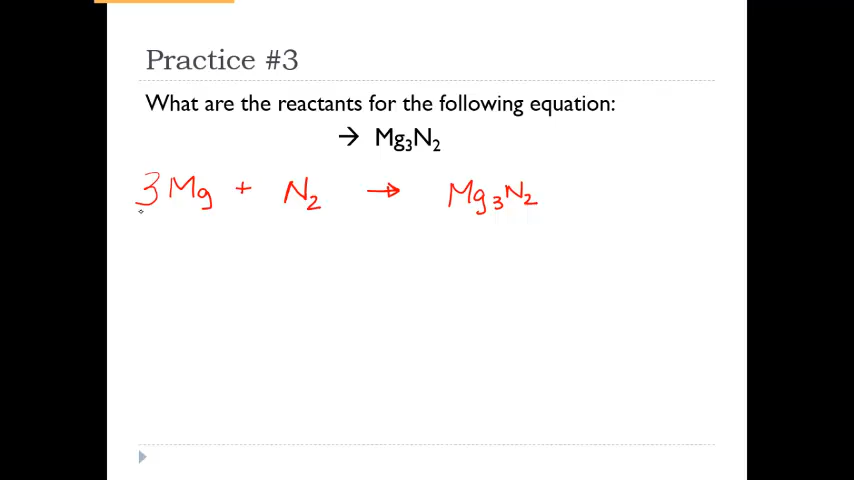 Practice #3
What are the reactants for the following equation:
→ Mg₃N₂
3Mg + N₂ → Mg₃N₂